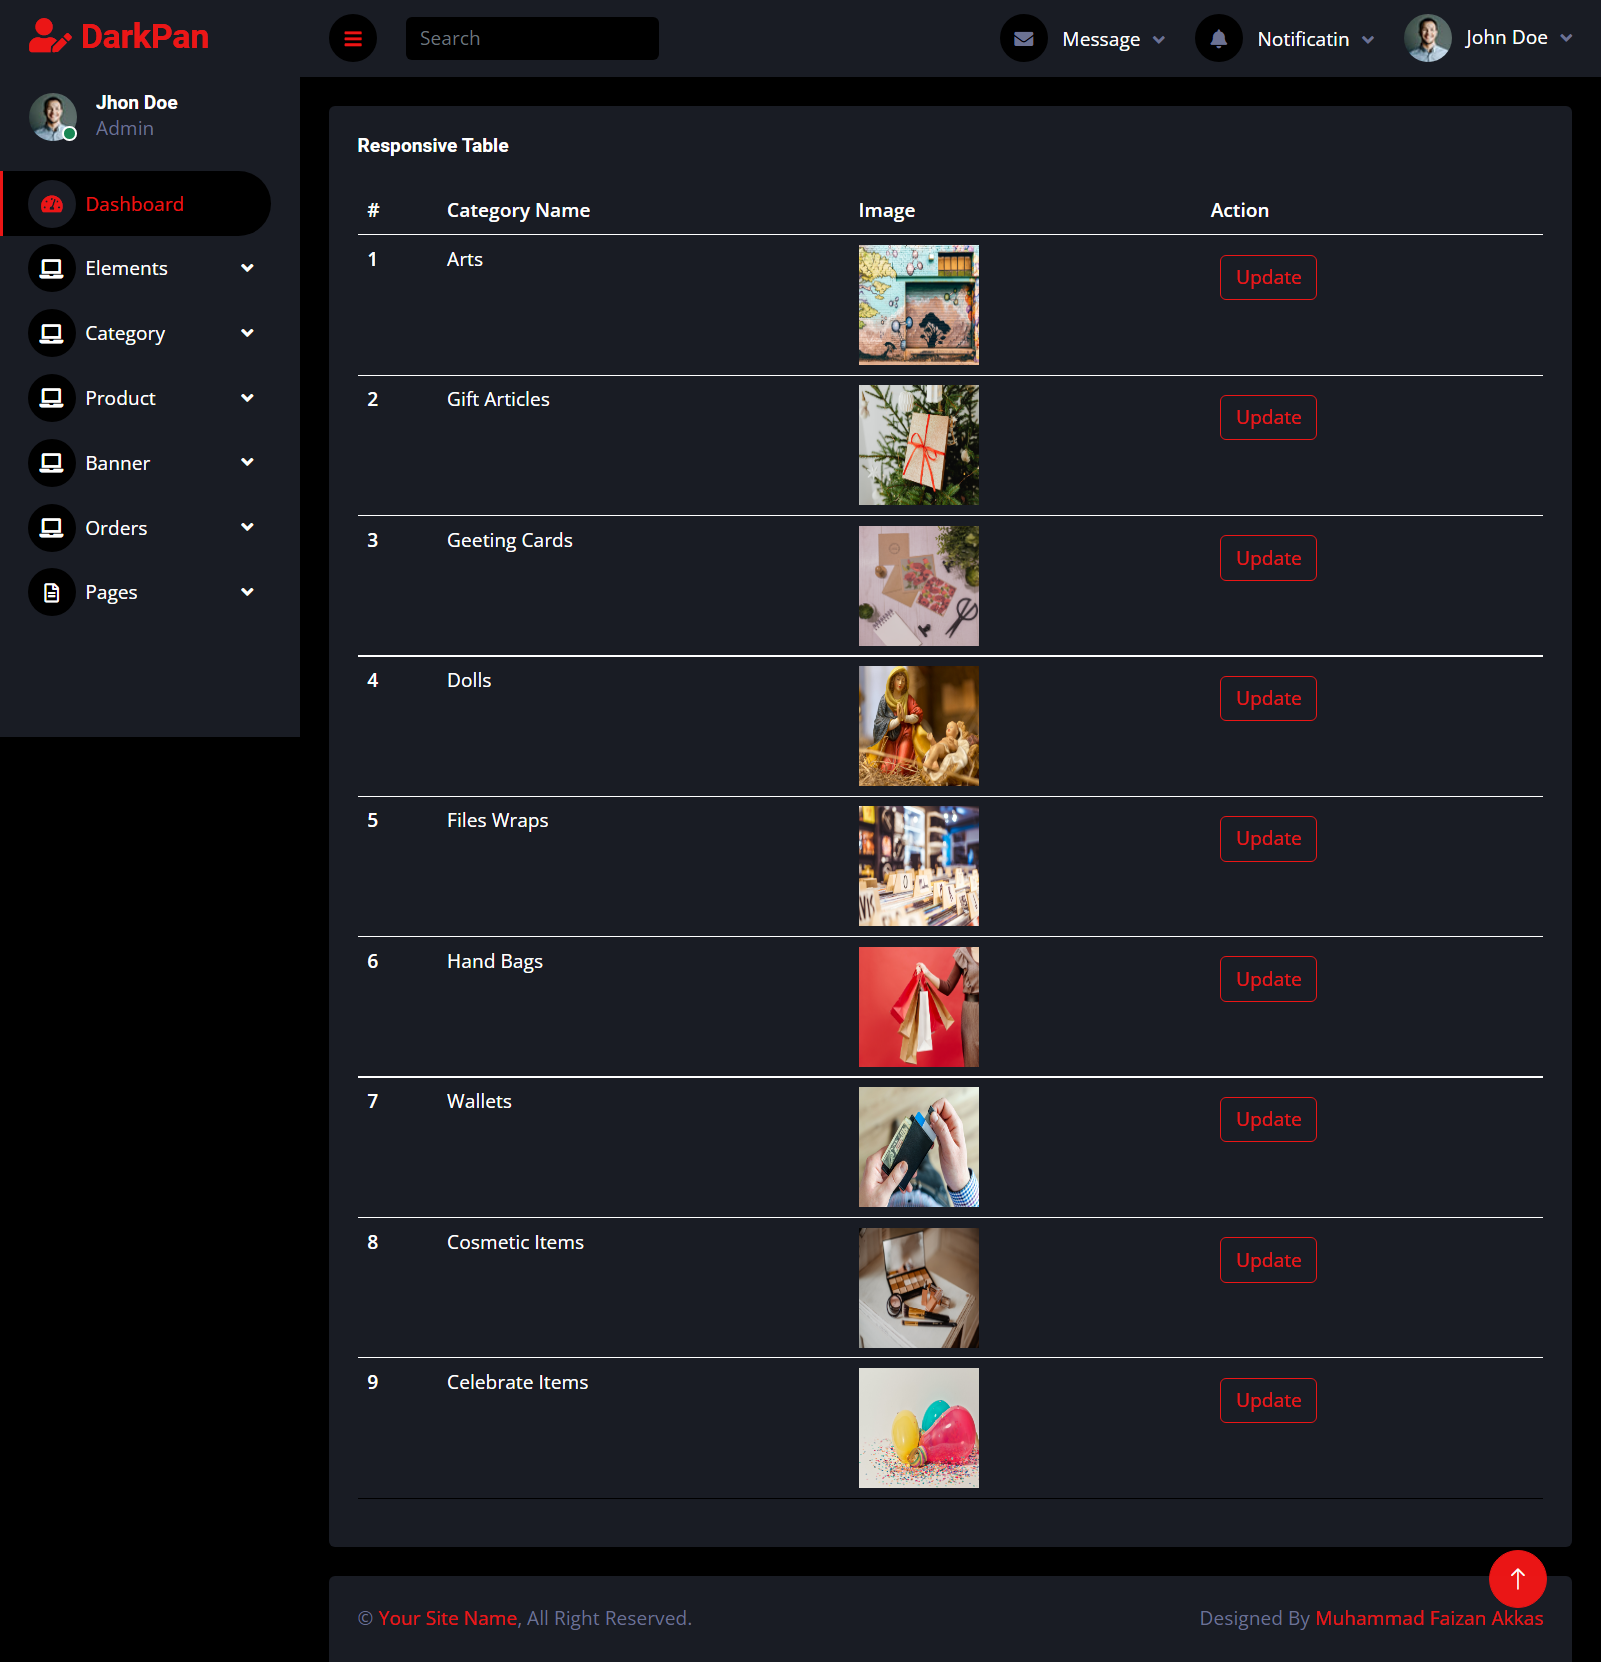 DarkPan
Search
Message
Notificatin
John Doe
Jhon Doe
Admin
Dashboard
Elements
Category
Product
Banner
Orders
Pages
Responsive Table
# Category Name Image Action
1 Arts Update
2 Gift Articles Update
3 Geeting Cards Update
4 Dolls Update
5 Files Wraps Update
6 Hand Bags Update
7 Wallets Update
8 Cosmetic Items Update
9 Celebrate Items Update
© Your Site Name, All Right Reserved.
Designed By Muhammad Faizan Akkas